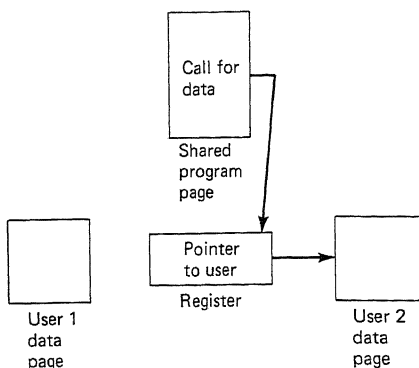 Call for
data
Shared
program
page
Pointer
to user
Register
User 1
data
page
User 2
data
page